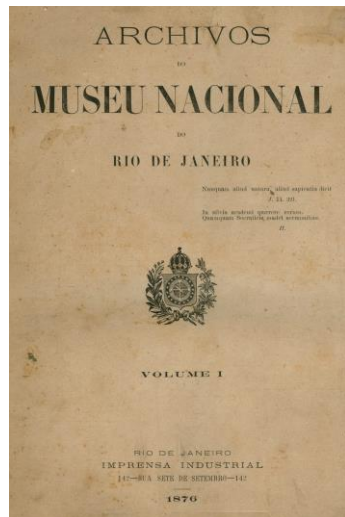 ARCHIVOS
DO
MUSEU NACIONAL
DO
RIO DE JANEIRO
Nunquam aliud natura, aliud sapientia dicit
J. 14. 321.
In silvis academi quærere verum,
Quamquam Socraticis madet sermonibus.
H.
VOLUME I
RIO DE JANEIRO
IMPRENSA INDUSTRIAL
142—RUA SETE DE SETEMBRO—142
1876